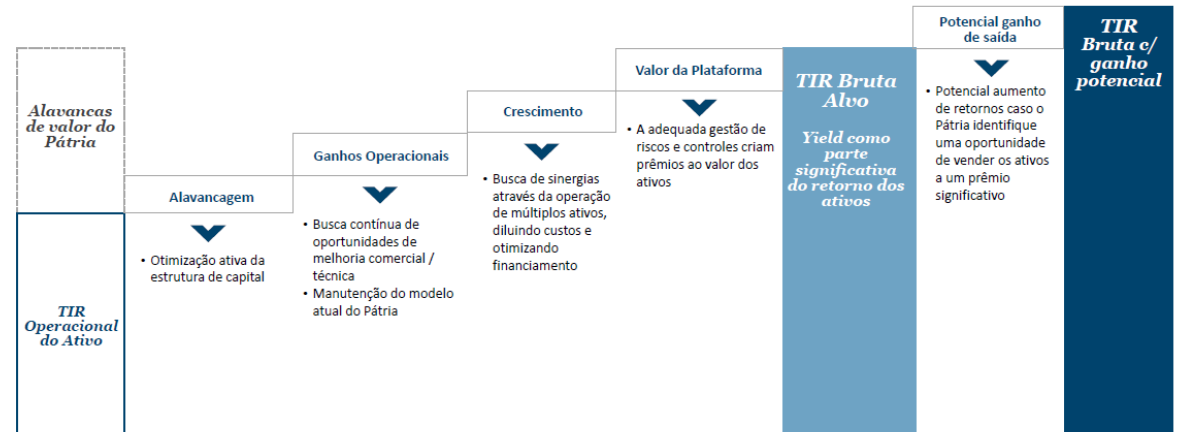 Alavancas
de valor do
Pátria
TIR
Operacional
do Ativo
Alavancagem
• Otimização ativa da
estrutura de capital
Ganhos Operacionais
• Busca contínua de
oportunidades de
melhoria comercial /
técnica
• Manutenção do modelo
atual do Pátria
Crescimento
• Busca de sinergias
através da operação
de múltiplos ativos,
diluindo custos e
otimizando
financiamento
Valor da Plataforma
• A adequada gestão de
riscos e controles criam
prêmios ao valor dos
ativos
TIR Bruta
Alvo
Yield como
parte
significativa
do retorno dos
ativos
Potencial ganho
de saída
• Potencial aumento
de retornos caso o
Pátria identifique
uma oportunidade
de vender os ativos
a um prêmio
significativo
TIR
Bruta c/
ganho
potencial